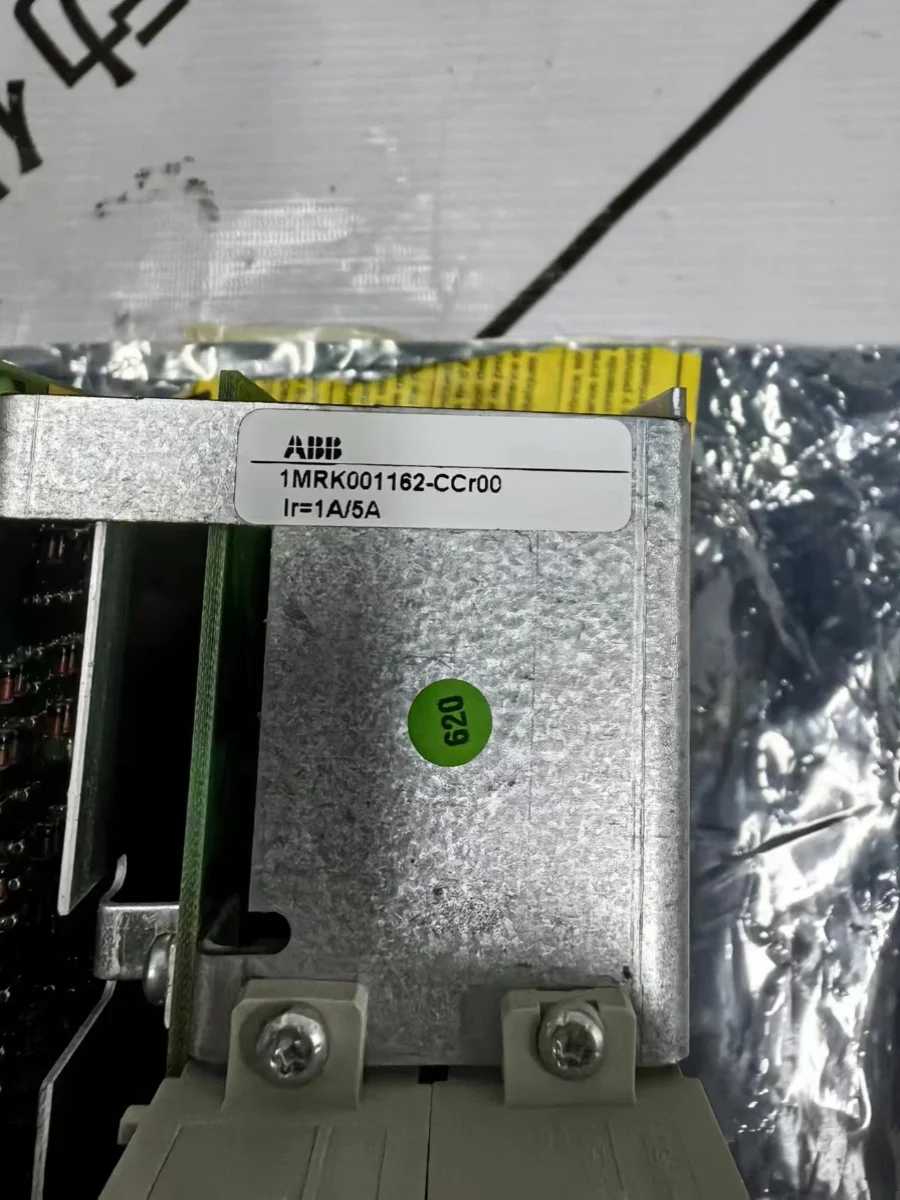 ABB
1MRK001162-CCr00
Ir=1A/5A
620